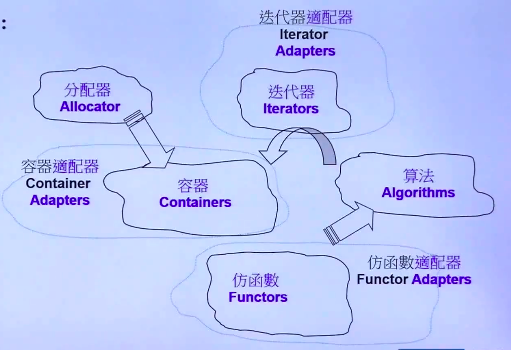 :
迭代器適配器
Iterator
Adapters
分配器
Allocator
迭代器
Iterators
容器適配器
Container
Adapters
容器
Containers
算法
Algorithms
仿函數
Functors
仿函數適配器
Functor Adapters